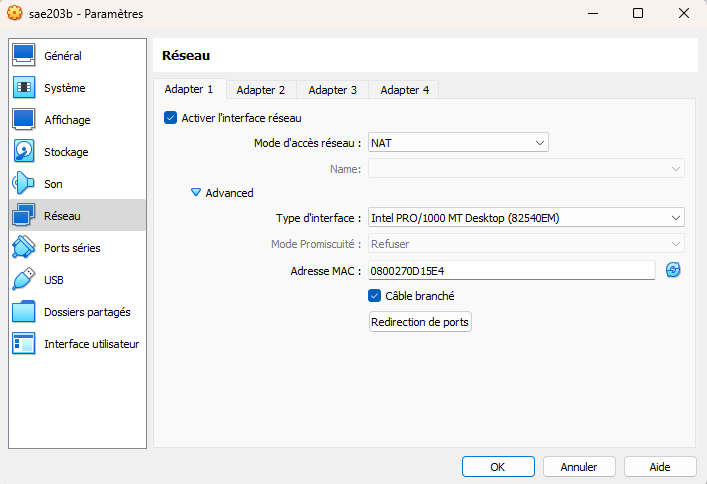 sae203b - Paramètres
Général
Système
Affichage
Stockage
Son
Réseau
Ports séries
USB
Dossiers partagés
Interface utilisateur
Réseau
Adapter 1 Adapter 2 Adapter 3 Adapter 4
Activer l'interface réseau
Mode d'accès réseau : NAT
Name:
Advanced
Type d'interface : Intel PRO/1000 MT Desktop (82540EM)
Mode Promiscuité : Refuser
Adresse MAC : 0800270D15E4
Câble branché
Redirection de ports
OK Annuler Aide